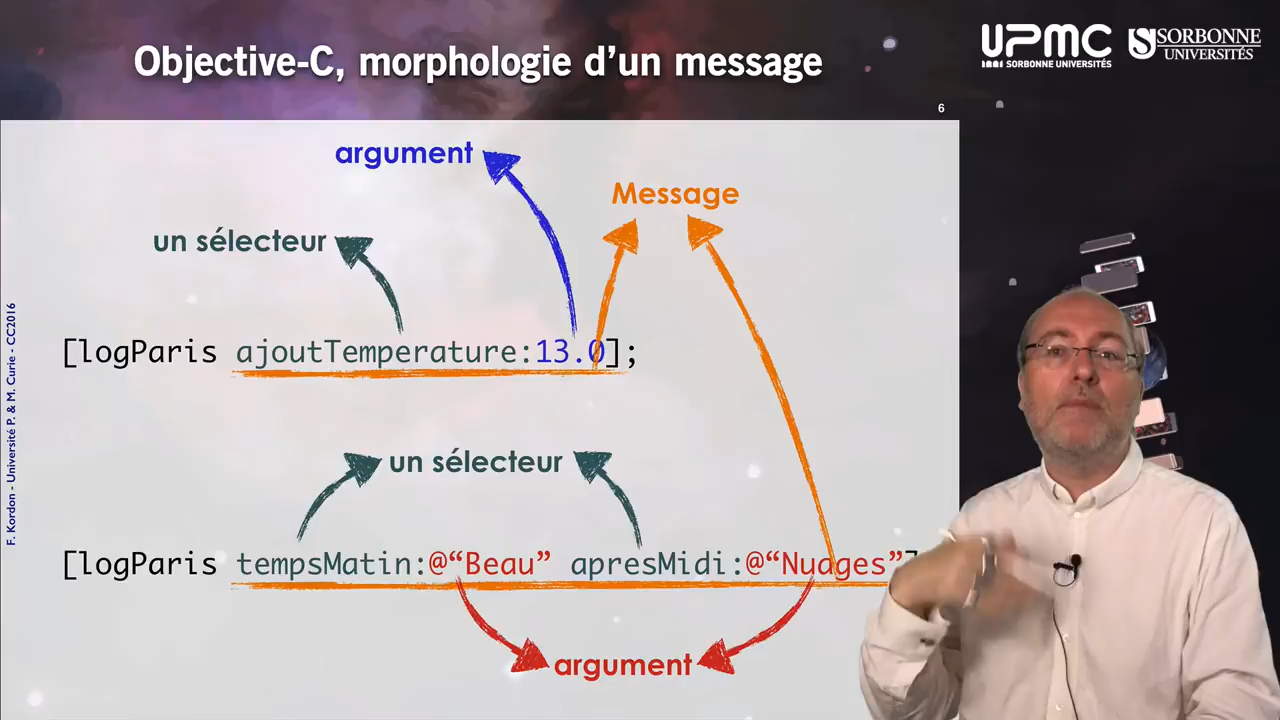 Objective-C, morphologie d’un message
UPMC
SORBONNE UNIVERSITÉS
SORBONNE
UNIVERSITÉS
6
argument
Message
un sélecteur
[logParis ajoutTemperature:13.0];
un sélecteur
[logParis tempsMatin:@“Beau” apresMidi:@“Nuages”]
argument
F. Kordon - Université P. & M. Curie - CC2016